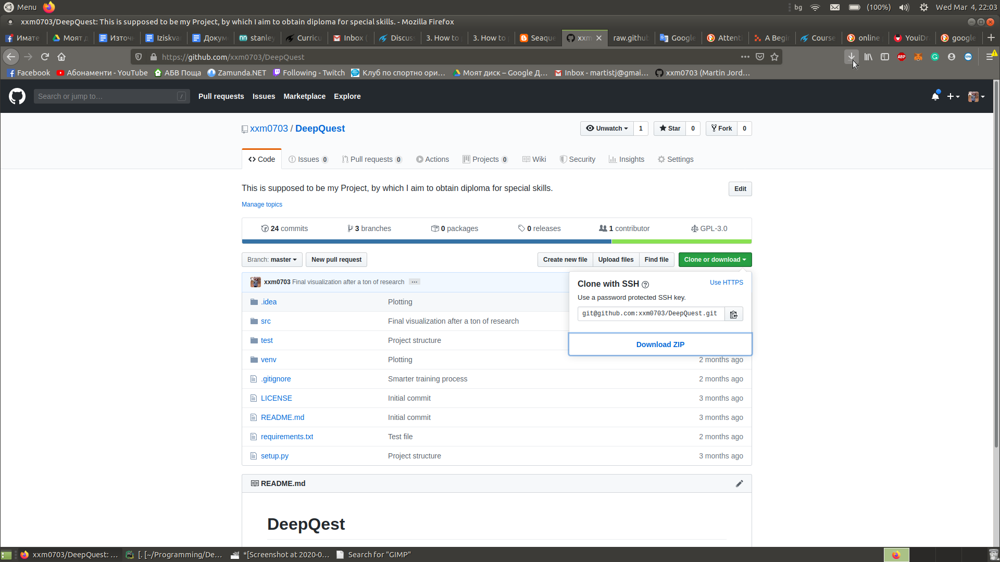 Menu
bg
(100%)
Wed Mar 4, 22:03
xxm0703/DeepQuest: This is supposed to be my Project, by which I aim to obtain diploma for special skills. - Mozilla Firefox
Имате
Моят д
Източн
Iziskva
Докум
stanley
Curricu
Inbox (
Discus
3. How to
3. How to
Seaque
xxm
raw.github
Google
Attenti
A Begi
Course
online
YouiDr
google
https://github.com/xxm0703/DeepQuest
ABP
VPN
Facebook
Абонаменти - YouTube
АБВ Поща
Zamunda.NET
Following - Twitch
Клуб по спортно ори…
Моят диск – Google Д…
Inbox - martistj@gmai…
xxm0703 (Martin Jord…
Search or jump to…
/
Pull requests
Issues
Marketplace
Explore
xxm0703 / DeepQuest
Unwatch
1
Star
0
Fork
0
Code
Issues 0
Pull requests 0
Actions
Projects 0
Wiki
Security
Insights
Settings
This is supposed to be my Project, by which I aim to obtain diploma for special skills.
Edit
Manage topics
24 commits
3 branches
0 packages
0 releases
1 contributor
GPL-3.0
Branch: master
New pull request
Create new file
Upload files
Find file
Clone or download
xxm0703 Final visualization after a ton of research …
Clone with SSH
Use HTTPS
Use a password protected SSH key.
git@github.com:xxm0703/DeepQuest.git
Download ZIP
.idea Plotting
src Final visualization after a ton of research
test Project structure
venv Plotting 2 months ago
.gitignore Smarter training process 2 months ago
LICENSE Initial commit 3 months ago
README.md Initial commit 3 months ago
requirements.txt Test file 2 months ago
setup.py Project structure 3 months ago
README.md
DeepQest
xxm0703/DeepQuest: …
[. [~/Programming/De…
*[Screenshot at 2020-0…
Search for "GIMP"